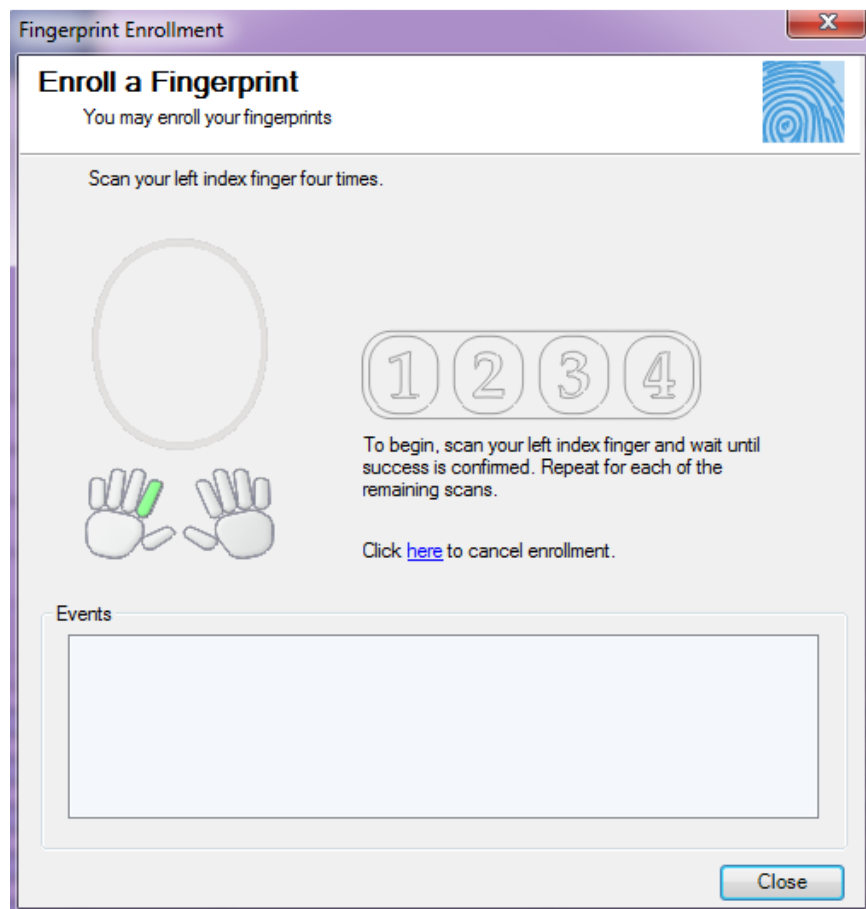 Fingerprint Enrollment
X
Enroll a Fingerprint
You may enroll your fingerprints
Scan your left index finger four times.
1 2 3 4
To begin, scan your left index finger and wait until
success is confirmed. Repeat for each of the
remaining scans.
Click here to cancel enrollment.
Events
Close